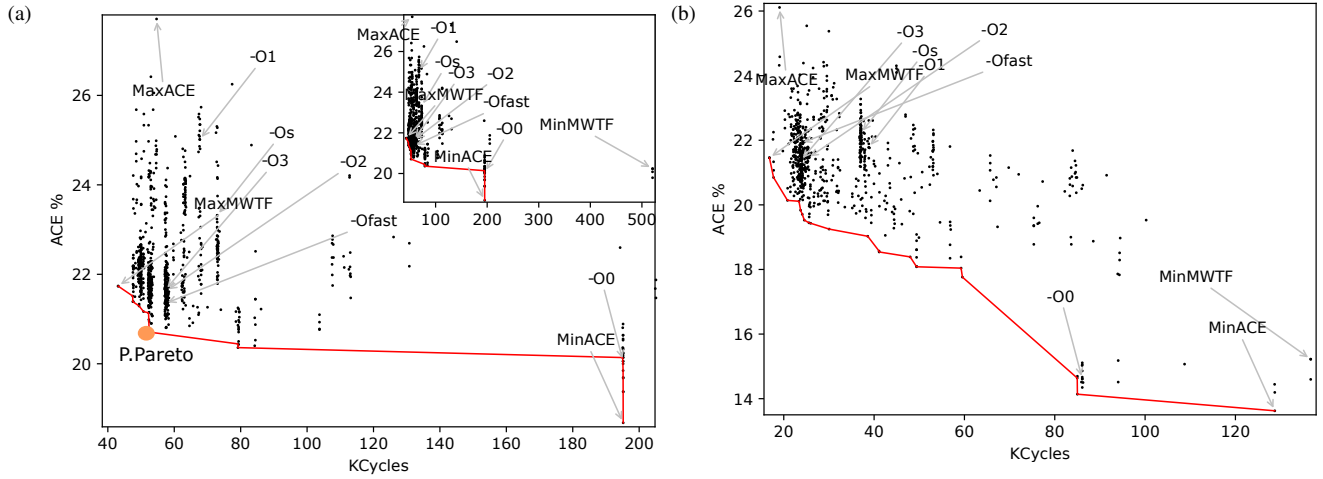 (a)
ACE %
26
24
22
20
MaxACE
-O1
-Os
-O3
-O2
MaxMWTF
-Ofast
P.Pareto
-O0
MinACE
40 60 80 100 120 140 160 180 200
KCycles
26
24
22
20
MaxACE
-O1
-Os
-O3
-O2
MaxMWTF
-Ofast
-O0
MinACE
MinMWTF
100 200 300 400 500
(b)
ACE %
26
24
22
20
18
16
14
-O3
-O2
-Os
-O1
-Ofast
MaxACE
MaxMWTF
MinMWTF
-O0
MinACE
20 40 60 80 100 120
KCycles